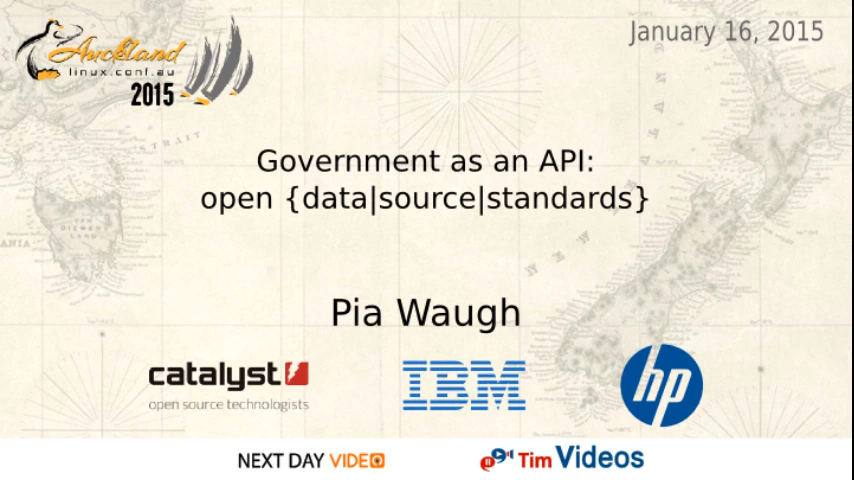 January 16, 2015
Auckland
linux.conf.au
2015
Government as an API:
open {data|source|standards}
Pia Waugh
catalyst
open source technologists
IBM
hp
NEXT DAY VIDEO
Tim Videos